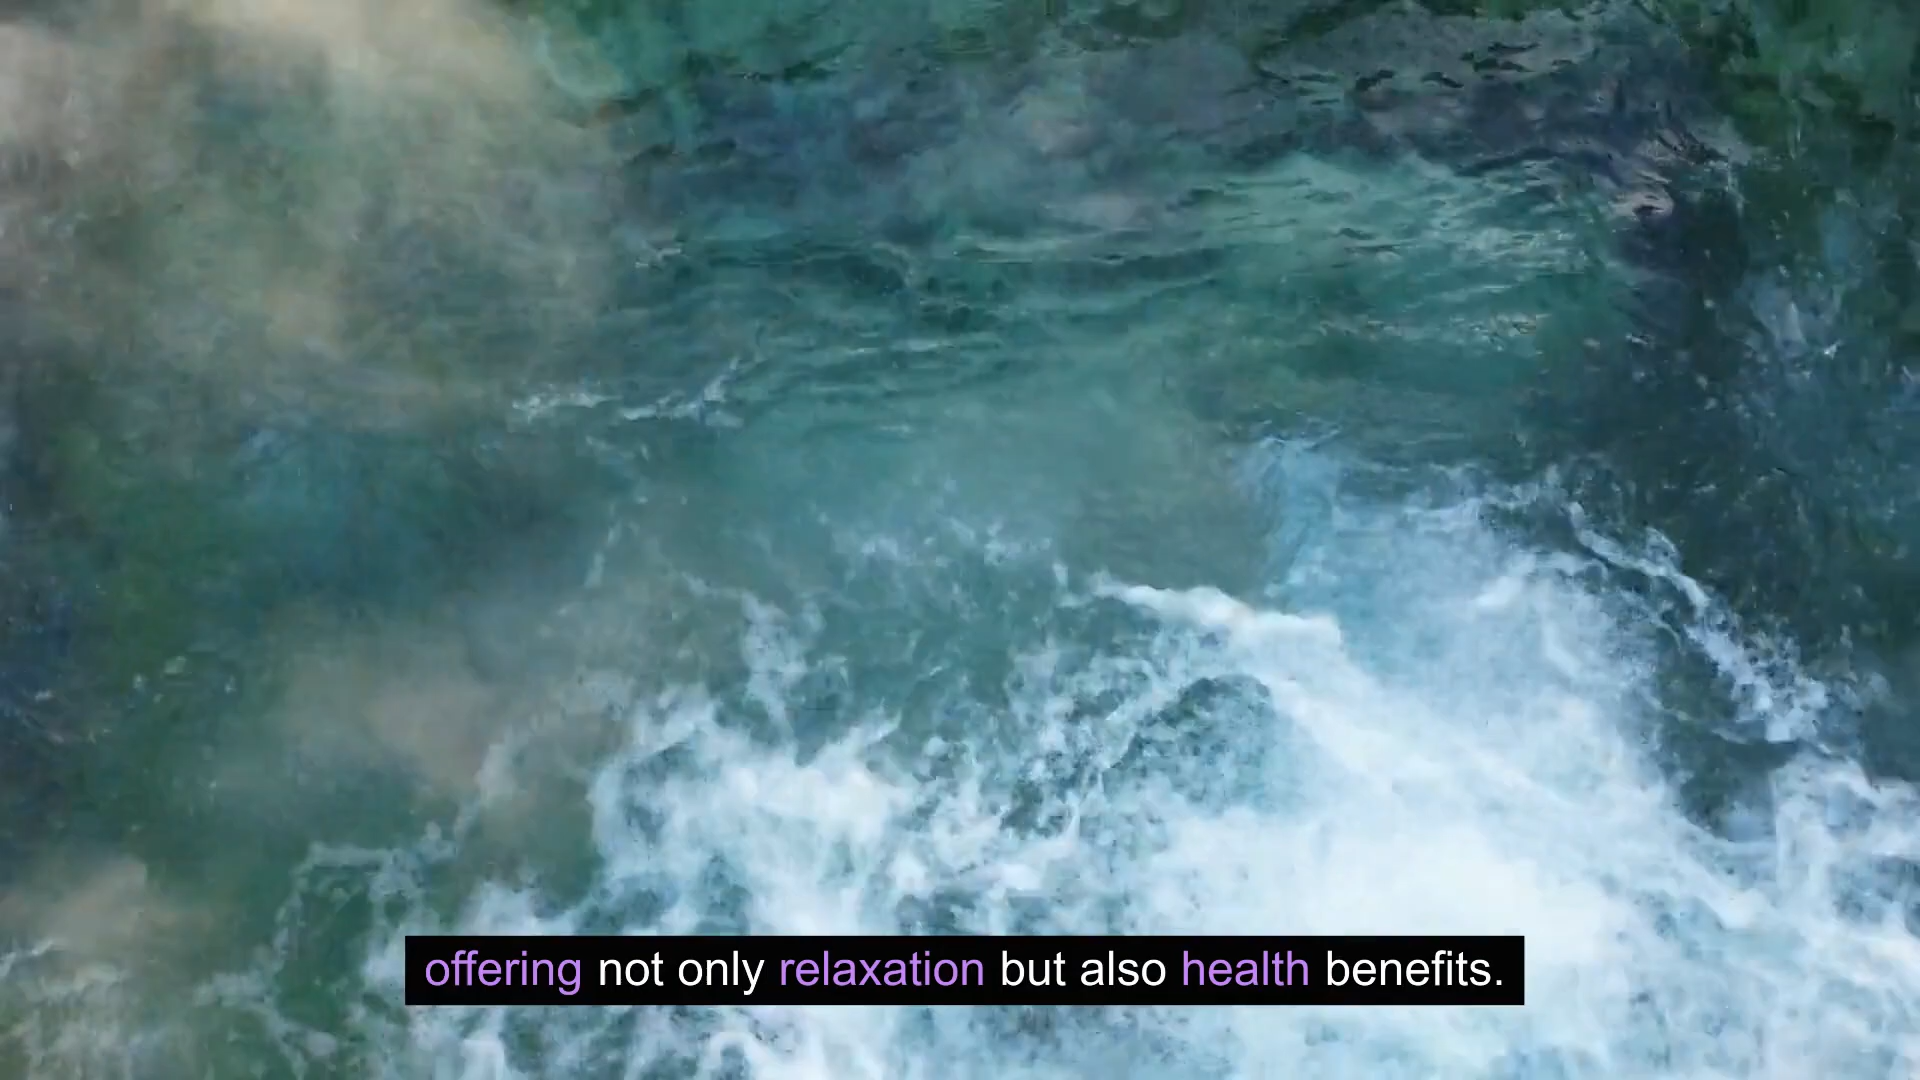 offering not only relaxation but also health benefits.